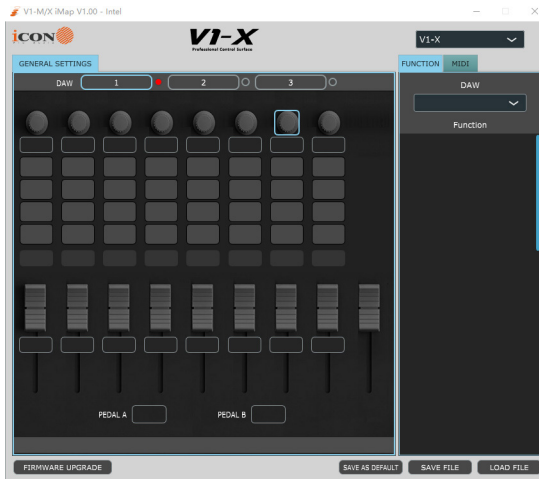 V1-M/X iMap V1.00 - Intel
iCON
V1-X
Professional Control Surface
V1-X
GENERAL SETTINGS
FUNCTION MIDI
DAW 1 2 3
DAW
Function
PEDAL A PEDAL B
FIRMWARE UPGRADE SAVE AS DEFAULT SAVE FILE LOAD FILE